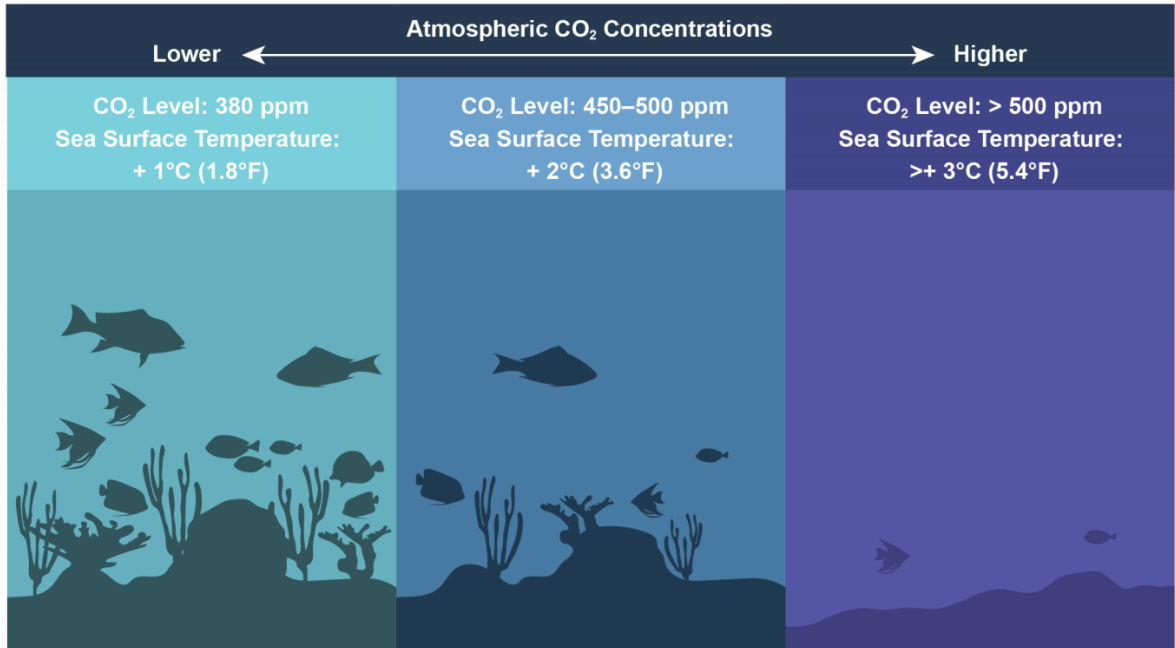 Atmospheric CO₂ Concentrations
Lower
Higher
CO₂ Level: 380 ppm
Sea Surface Temperature:
+ 1°C (1.8°F)
CO₂ Level: 450–500 ppm
Sea Surface Temperature:
+ 2°C (3.6°F)
CO₂ Level: > 500 ppm
Sea Surface Temperature:
>+ 3°C (5.4°F)